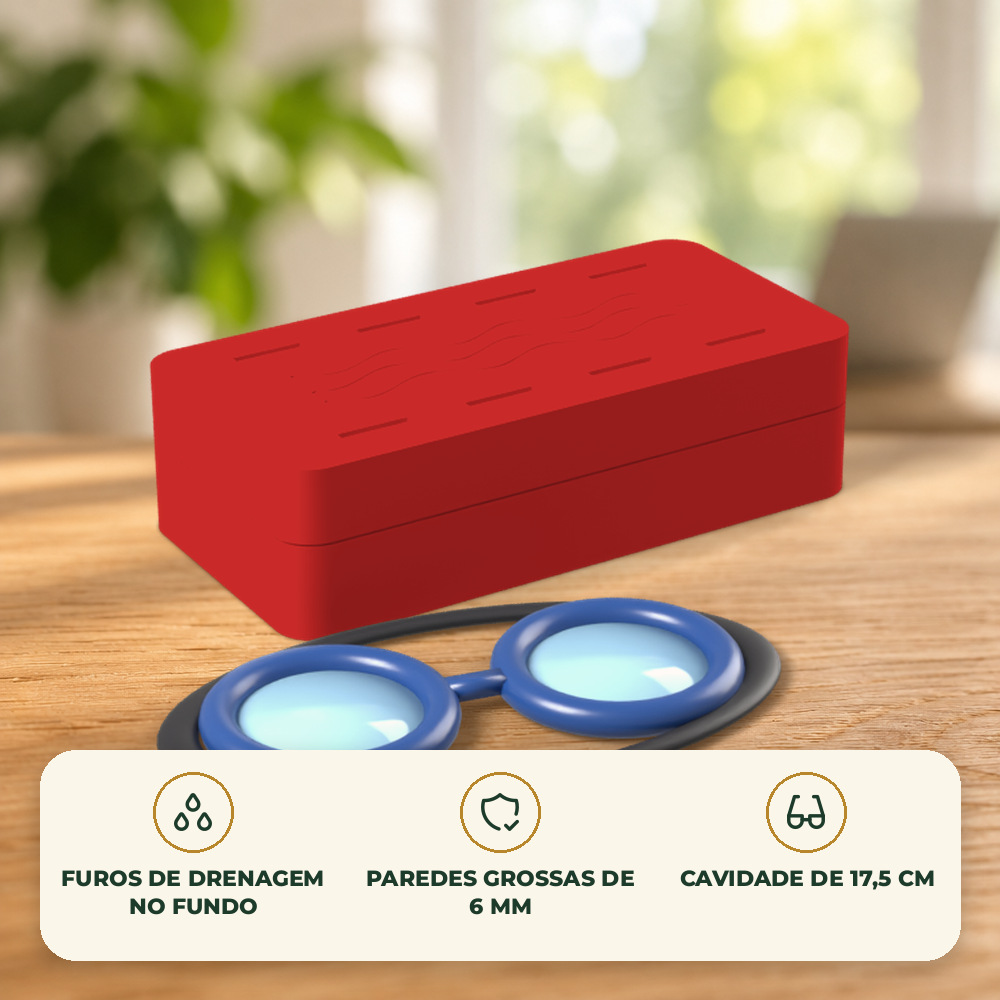 FUROS DE DRENAGEM
NO FUNDO
PAREDES GROSSAS DE
6 MM
CAVIDADE DE 17,5 CM